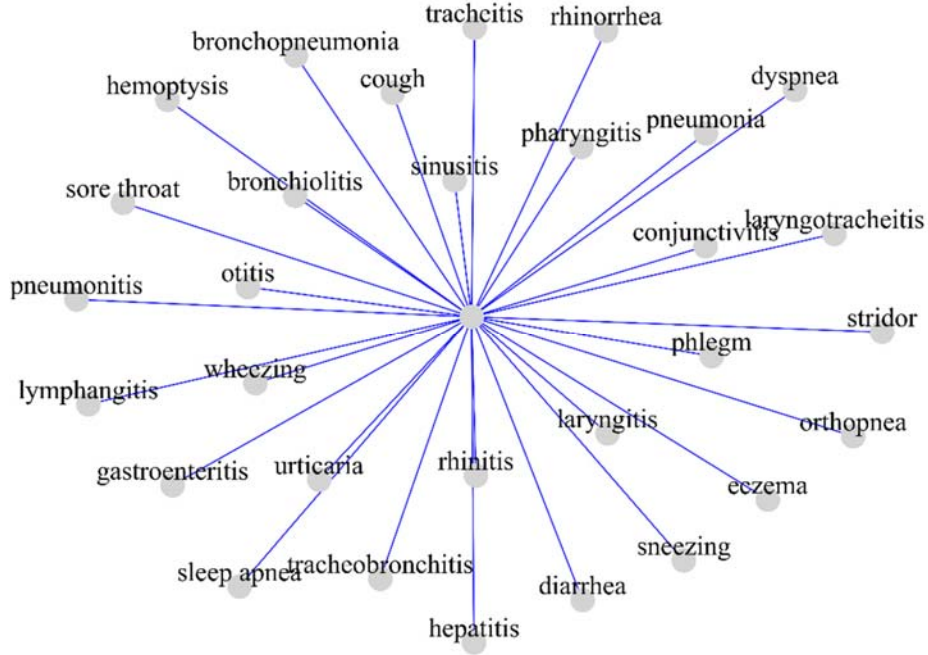 tracheitis
rhinorrhea
bronchopneumonia
cough
hemoptysis
dyspnea
pharyngitis
pneumonia
sinusitis
sore throat
bronchiolitis
conjunctivitis
laryngotracheitis
otitis
pneumonitis
stridor
phlegm
wheezing
lymphangitis
laryngitis
orthopnea
gastroenteritis
urticaria
rhinitis
eczema
sneezing
sleep apnea
tracheobronchitis
diarrhea
hepatitis